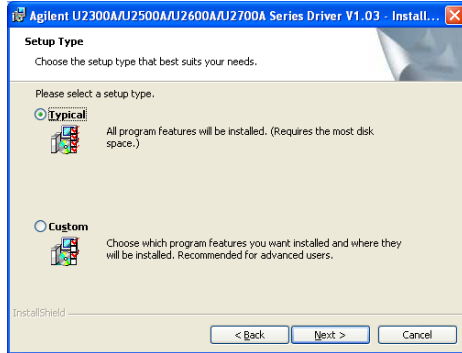 Agilent U2300A/U2500A/U2600A/U2700A Series Driver V1.03 - Install...
Setup Type
Choose the setup type that best suits your needs.
Please select a setup type.
Typical
All program features will be installed. (Requires the most disk
space.)
Custom
Choose which program features you want installed and where they
will be installed. Recommended for advanced users.
InstallShield
< Back Next > Cancel